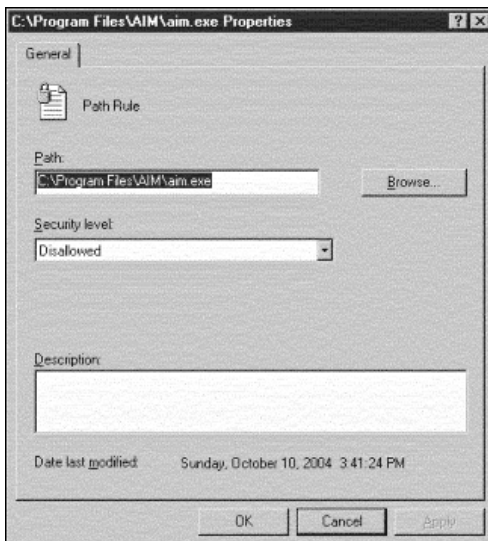 C:\Program Files\AIM\aim.exe Properties
General
Path Rule
Path:
C:\Program Files\AIM\aim.exe
Browse...
Security level:
Disallowed
Description:
Date last modified: Sunday, October 10, 2004 3:41:24 PM
OK Cancel Apply